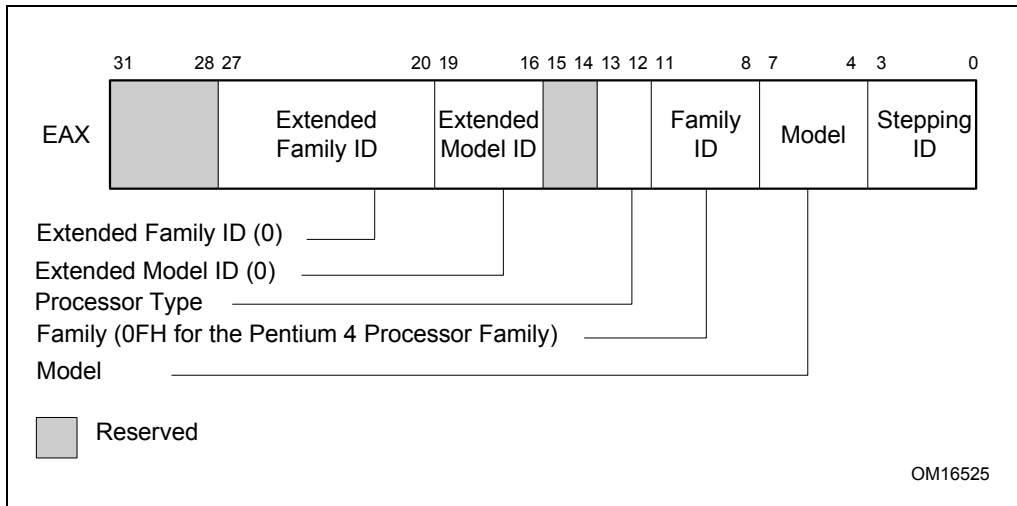 31 28 27 20 19 16 15 14 13 12 11 8 7 4 3 0
EAX
Extended Family ID
Extended Model ID
Family ID
Model
Stepping ID
Extended Family ID (0)
Extended Model ID (0)
Processor Type
Family (0FH for the Pentium 4 Processor Family)
Model
Reserved
OM16525